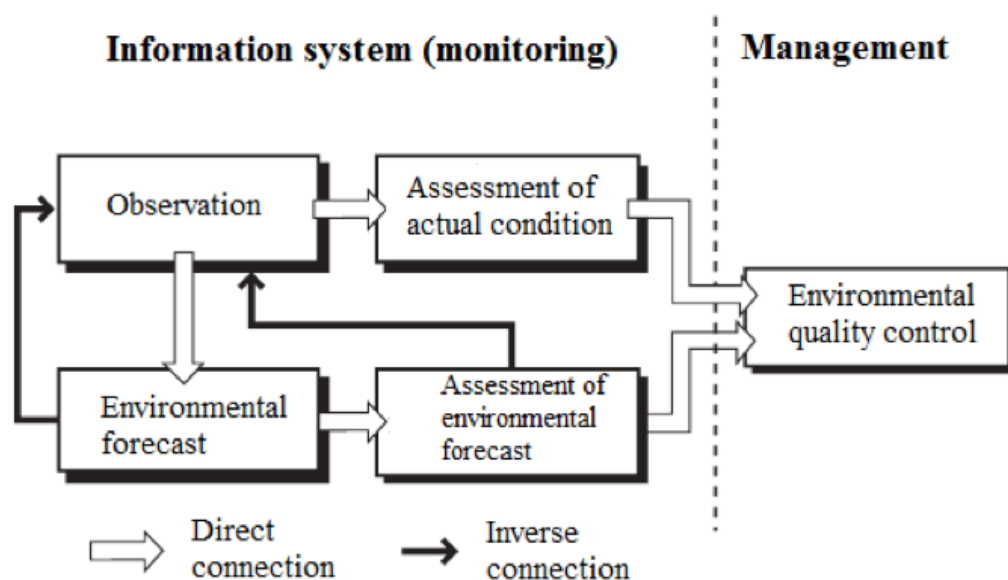 Information system (monitoring)
Management
Observation
Assessment of
actual condition
Environmental
quality control
Environmental
forecast
Assessment of
environmental
forecast
Direct
connection
Inverse
connection